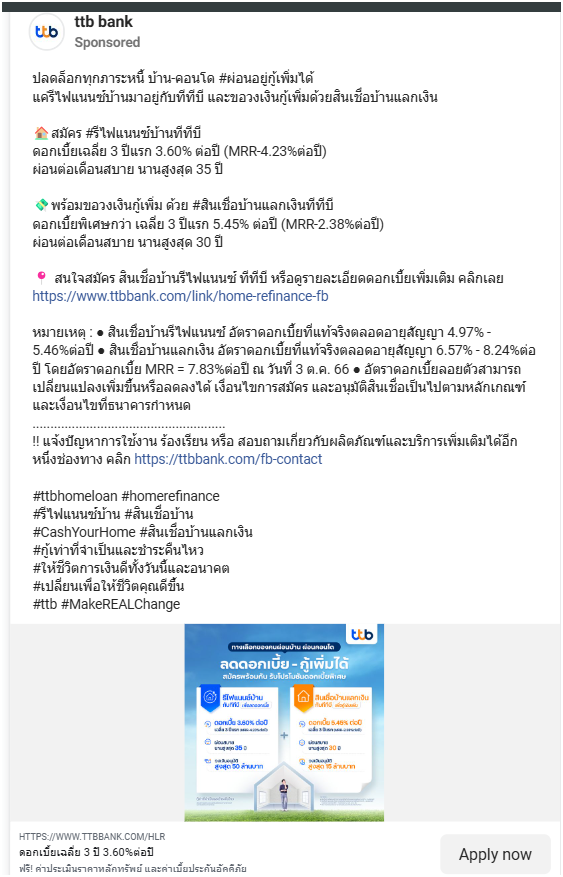 ttb bank
ttb
Sponsored
ปลดล็อกทุกภาระหนี้ บ้าน-คอนโด #ผ่อนอยู่กู้เพิ่มได้
แค่รีไฟแนนซ์บ้านมาอยู่กับทีทีบี และขอวงเงินกู้เพิ่มด้วยสินเชื่อบ้านแลกเงิน
🏠 สมัคร #รีไฟแนนซ์บ้านทีทีบี
ดอกเบี้ยเฉลี่ย 3 ปีแรก 3.60% ต่อปี (MRR-4.23%ต่อปี)
ผ่อนต่อเดือนสบาย นานสูงสุด 35 ปี
💸 พร้อมขอวงเงินกู้เพิ่ม ด้วย #สินเชื่อบ้านแลกเงินทีทีบี
ดอกเบี้ยพิเศษกว่า เฉลี่ย 3 ปีแรก 5.45% ต่อปี (MRR-2.38%ต่อปี)
ผ่อนต่อเดือนสบาย นานสูงสุด 30 ปี
📍 สนใจสมัคร สินเชื่อบ้านรีไฟแนนซ์ ทีทีบี หรือดูรายละเอียดดอกเบี้ยเพิ่มเติม คลิกเลย
https://www.ttbbank.com/link/home-refinance-fb
หมายเหตุ : ● สินเชื่อบ้านรีไฟแนนซ์ อัตราดอกเบี้ยที่แท้จริงตลอดอายุสัญญา 4.97% -
5.46%ต่อปี ● สินเชื่อบ้านแลกเงิน อัตราดอกเบี้ยที่แท้จริงตลอดอายุสัญญา 6.57% - 8.24%ต่อ
ปี โดยอัตราดอกเบี้ย MRR = 7.83%ต่อปี ณ วันที่ 3 ต.ค. 66 ● อัตราดอกเบี้ยลอยตัวสามารถ
เปลี่ยนแปลงเพิ่มขึ้นหรือลดลงได้ เงื่อนไขการสมัคร และอนุมัติสินเชื่อเป็นไปตามหลักเกณฑ์
และเงื่อนไขที่ธนาคารกำหนด
......................................................
!! แจ้งปัญหาการใช้งาน ร้องเรียน หรือ สอบถามเกี่ยวกับผลิตภัณฑ์และบริการเพิ่มเติมได้อีก
หนึ่งช่องทาง คลิก https://ttbbank.com/fb-contact
#ttbhomeloan #homerefinance
#รีไฟแนนซ์บ้าน #สินเชื่อบ้าน
#CashYourHome #สินเชื่อบ้านแลกเงิน
#กู้เท่าที่จำเป็นและชำระคืนไหว
#ให้ชีวิตการเงินดีทั้งวันนี้และอนาคต
#เปลี่ยนเพื่อให้ชีวิตคุณดีขึ้น
#ttb #MakeREALChange
ttb
ทางเลือกของคนผ่อนบ้าน ผ่อนคอนโด
ลดดอกเบี้ย - กู้เพิ่มได้
สมัครพร้อมกัน รับโปรโมชันดอกเบี้ยพิเศษ
รีไฟแนนซ์บ้าน
สินเชื่อบ้านแลกเงิน
ดอกเบี้ย 3.60% ต่อปี
ดอกเบี้ย 5.45% ต่อปี
+
ผ่อนสบาย
นานสูงสุด 35 ปี
ผ่อนสบาย
นานสูงสุด 30 ปี
วงเงินอนุมัติ
สูงสุด 50 ล้านบาท
วงเงินอนุมัติ
สูงสุด 15 ล้านบาท
HTTPS://WWW.TTBBANK.COM/HLR
ดอกเบี้ยเฉลี่ย 3 ปี 3.60%ต่อปี
ฟรี! ค่าประเมินราคาหลักทรัพย์ และค่าเบี้ยประกันอัคคีภัย
Apply now